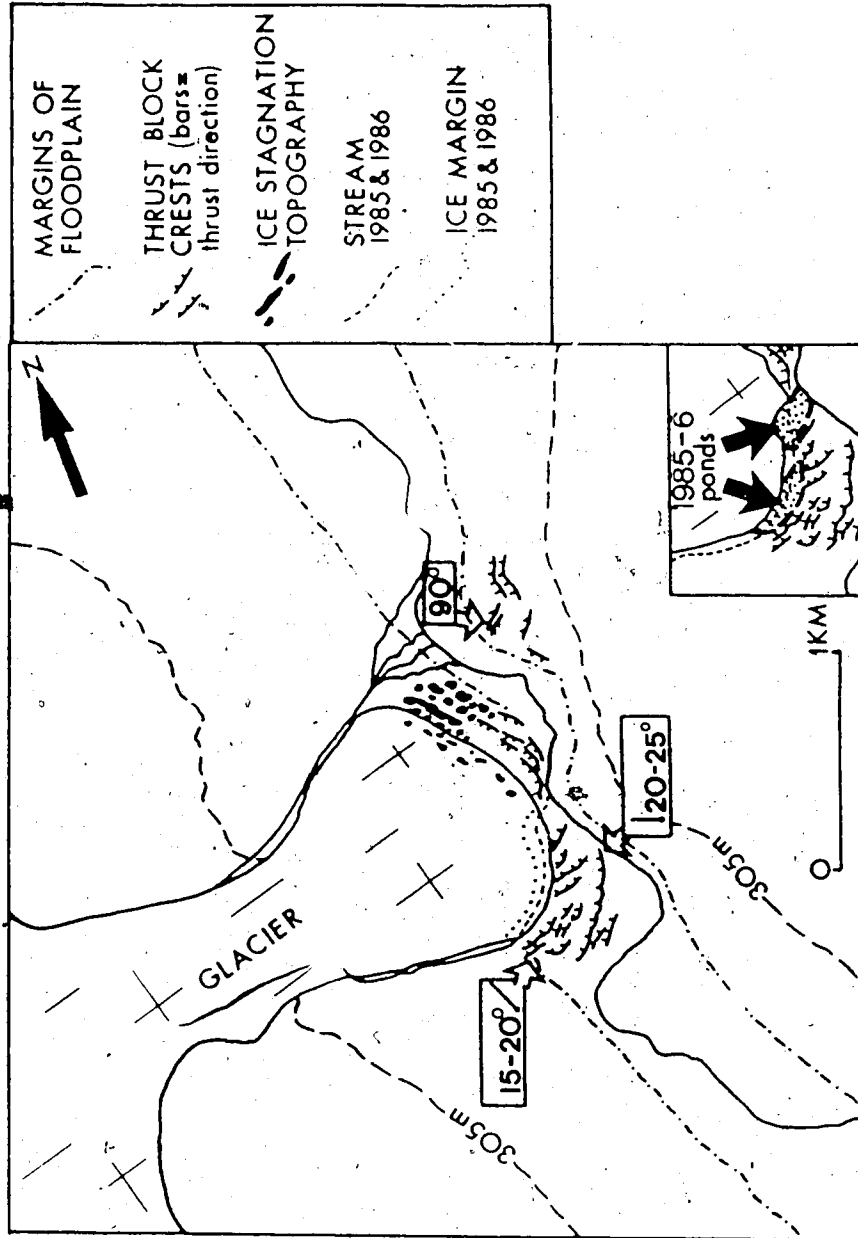 MARGINS OF
FLOODPLAIN
THRUST BLOCK
CRESTS (bars=
thrust direction)
ICE STAGNATION
TOPOGRAPHY
STREAM
1985 & 1986
ICE MARGIN
1985 & 1986
N
GLACIER
90°
15-20°
120-25°
305m
305m
0
1KM
1985-6
ponds